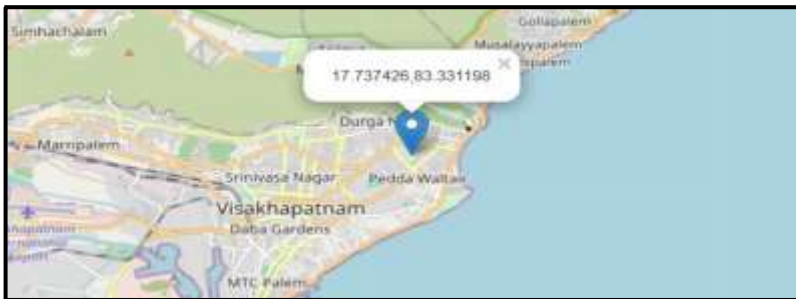 Gollapalem
Simhachalam
Musalayyapalem
×
17.737426,83.331198
Durga
Marripalem
Srinivasa Nagar
Pedda Waltair
Visakhapatnam
Daba Gardens
MTC Palem